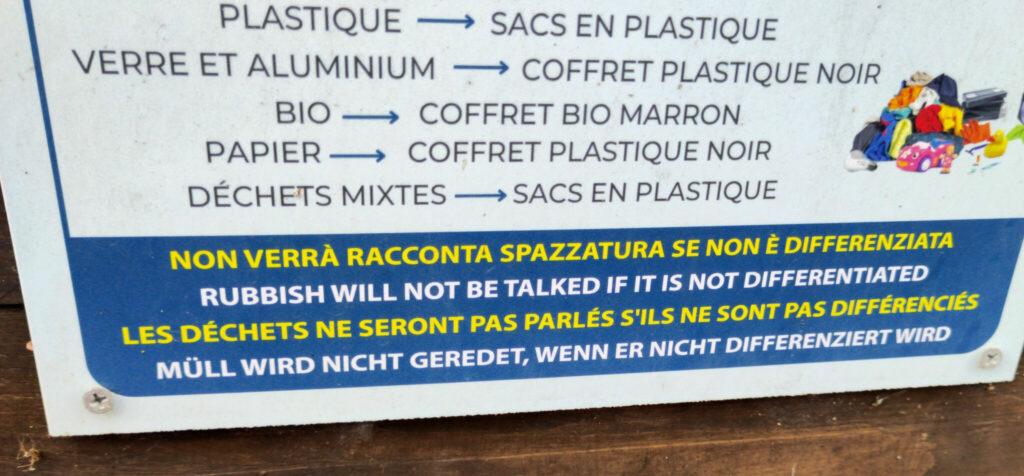 PLASTIQUE → SACS EN PLASTIQUE
VERRE ET ALUMINIUM → COFFRET PLASTIQUE NOIR
BIO → COFFRET BIO MARRON
PAPIER → COFFRET PLASTIQUE NOIR
DÉCHETS MIXTES → SACS EN PLASTIQUE
NON VERRÀ RACCONTA SPAZZATURA SE NON È DIFFERENZIATA
RUBBISH WILL NOT BE TALKED IF IT IS NOT DIFFERENTIATED
LES DÉCHETS NE SERONT PAS PARLÉS S'ILS NE SONT PAS DIFFÉRENCIÉS
MÜLL WIRD NICHT GEREDET, WENN ER NICHT DIFFERENZIERT WIRD